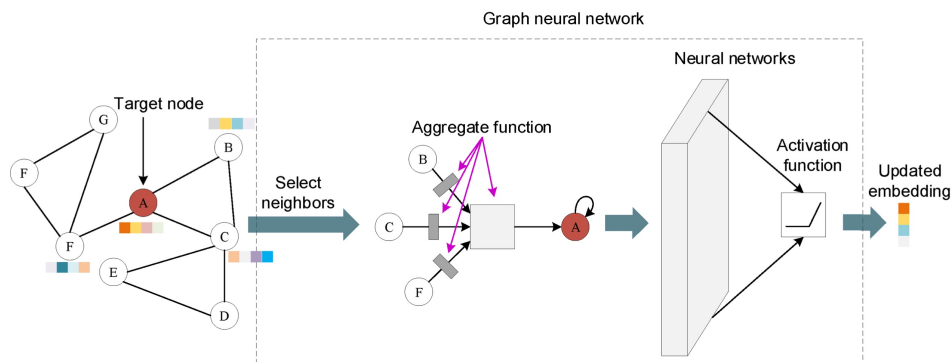 Graph neural network
Neural networks
Target node
G
B
Aggregate function
F
B
Activation
function
Updated
embedding
Select
neighbors
A
C
A
F
C
E
F
D